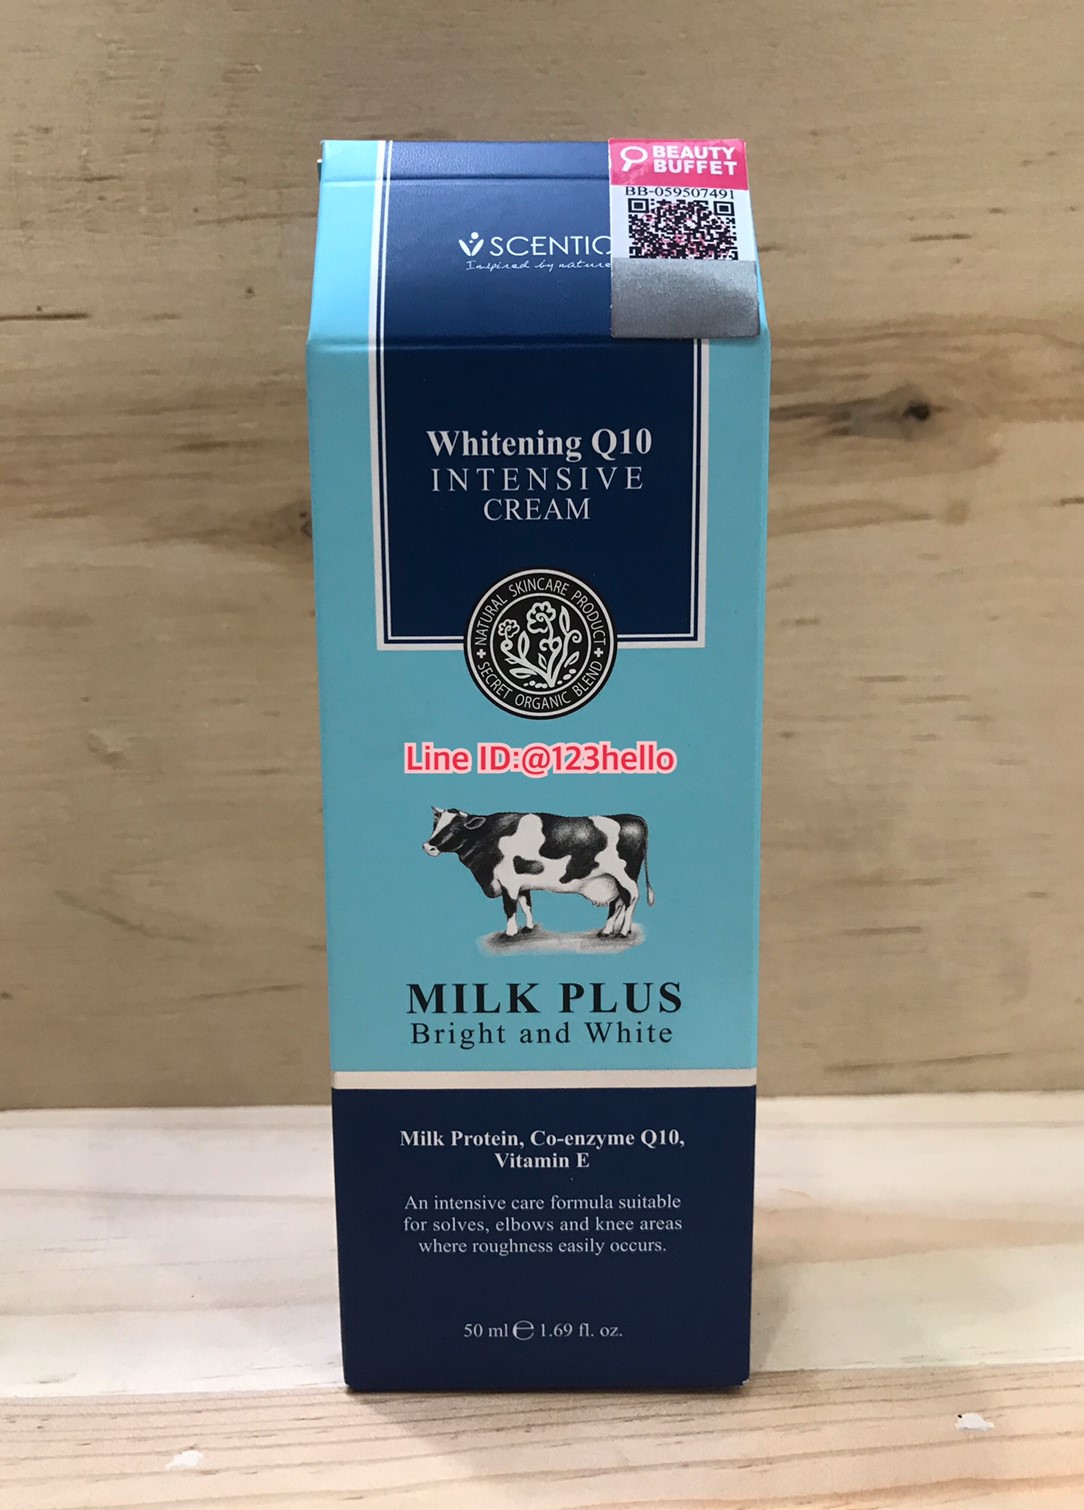 BEAUTY
BUFFET
BB-059507491
SCENTIO
Inspired by nature
Whitening Q10
INTENSIVE
CREAM
NATURAL SKINCARE PRODUCT
SECRET ORGANIC BLEND
Line ID:@123hello
MILK PLUS
Bright and White
Milk Protein, Co-enzyme Q10,
Vitamin E
An intensive care formula suitable
for solves, elbows and knee areas
where roughness easily occurs.
50 ml ℮ 1.69 fl. oz.